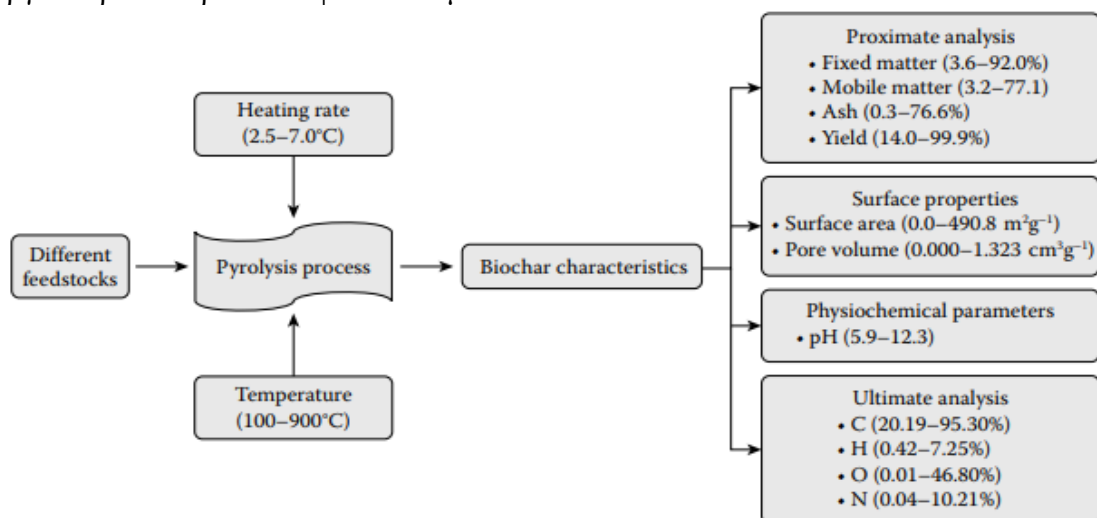 Proximate analysis
• Fixed matter (3.6–92.0%)
• Mobile matter (3.2–77.1)
• Ash (0.3–76.6%)
• Yield (14.0–99.9%)
Heating rate
(2.5–7.0°C)
Surface properties
• Surface area (0.0–490.8 m²g⁻¹)
• Pore volume (0.000–1.323 cm³g⁻¹)
Different
feedstocks
Pyrolysis process
Biochar characteristics
Physiochemical parameters
• pH (5.9–12.3)
Temperature
(100–900°C)
Ultimate analysis
• C (20.19–95.30%)
• H (0.42–7.25%)
• O (0.01–46.80%)
• N (0.04–10.21%)